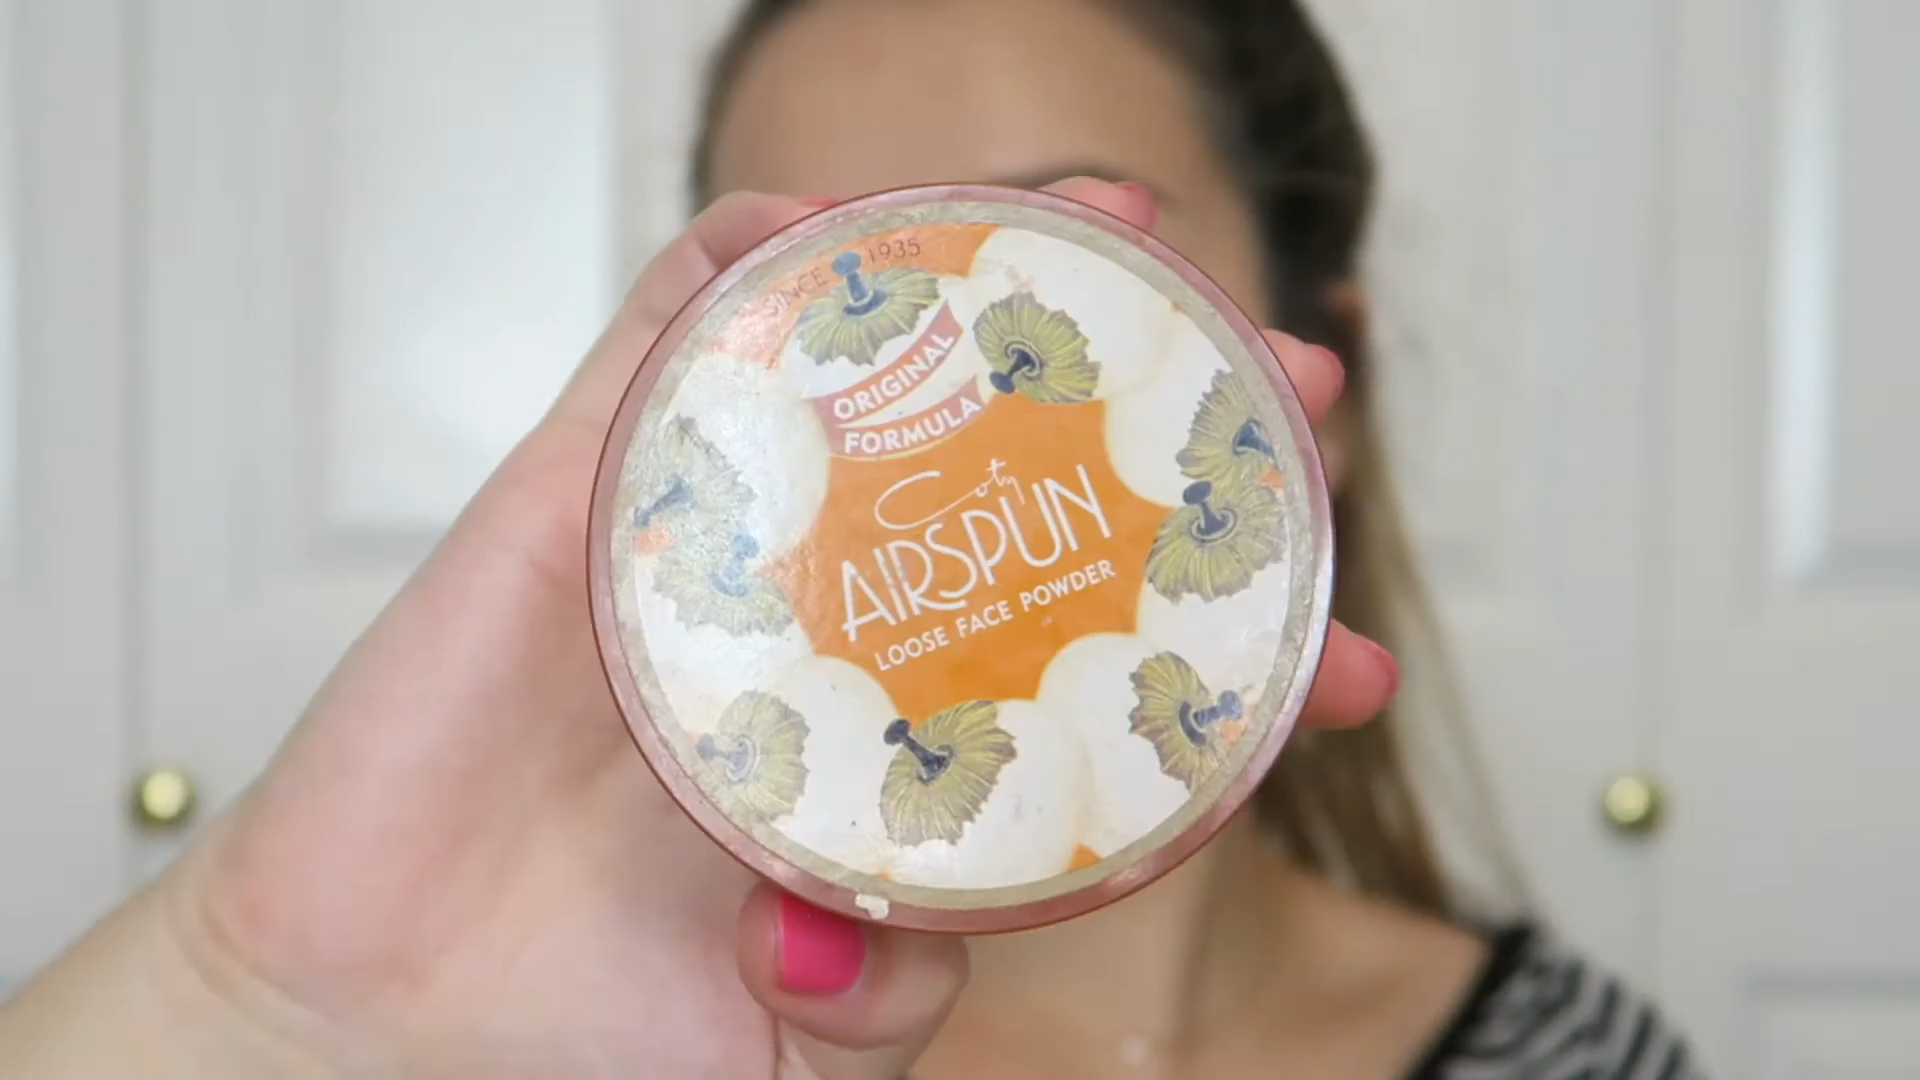 SINCE 1935
ORIGINAL
FORMULA
Coty
AIRSPUN
LOOSE FACE POWDER